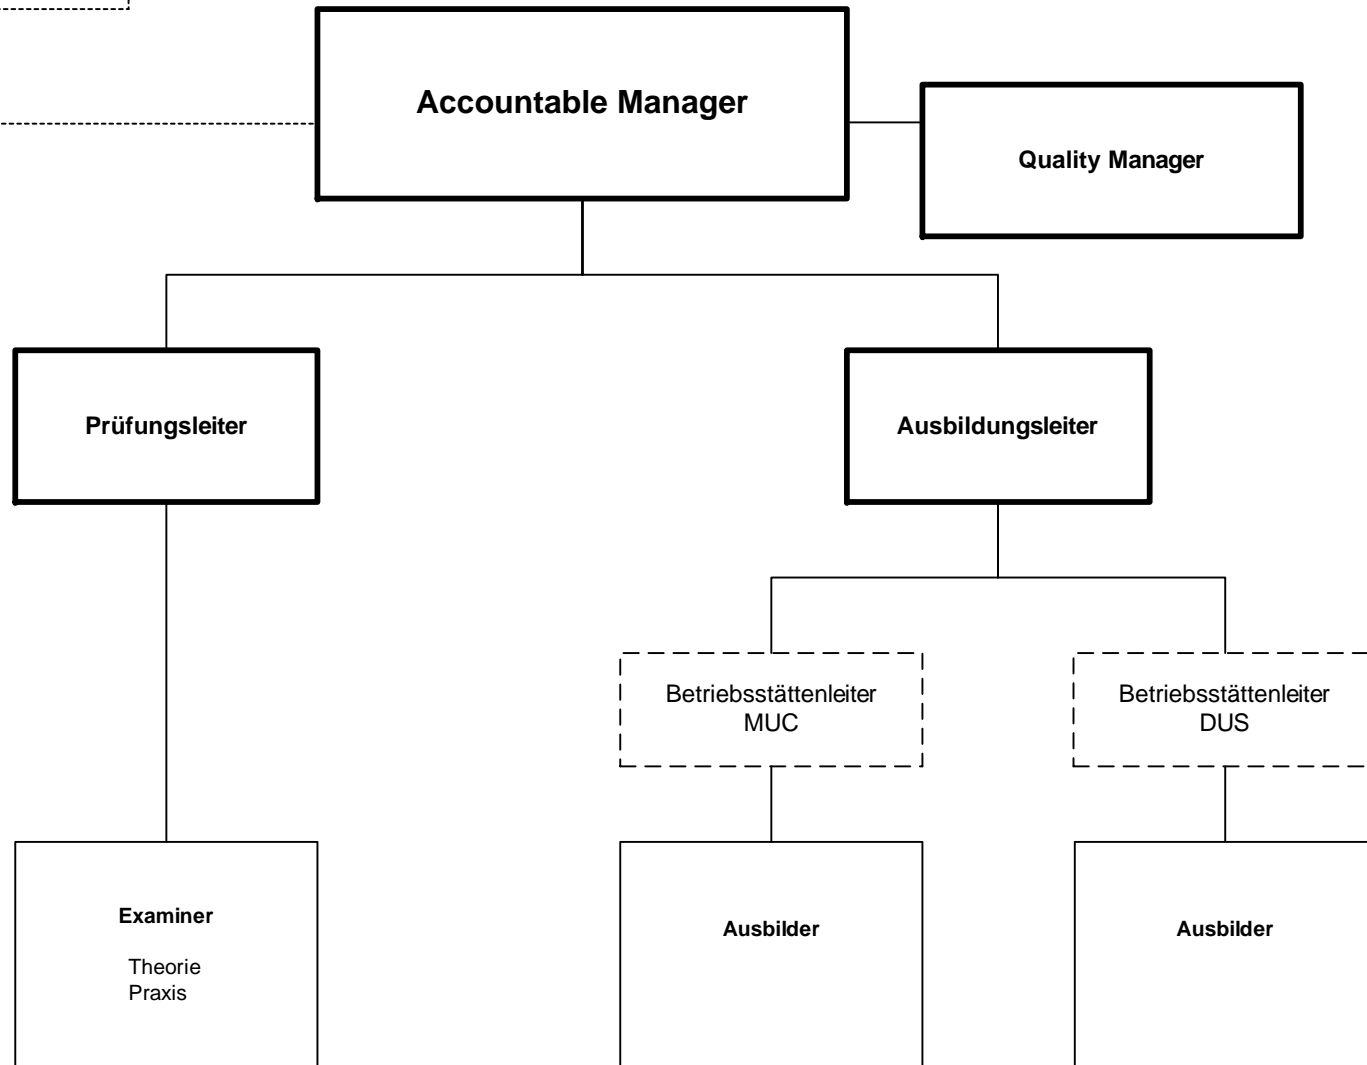 Accountable Manager
Quality Manager
Prüfungsleiter
Ausbildungsleiter
Betriebsstättenleiter
MUC
Betriebsstättenleiter
DUS
Examiner
Theorie
Praxis
Ausbilder
Ausbilder